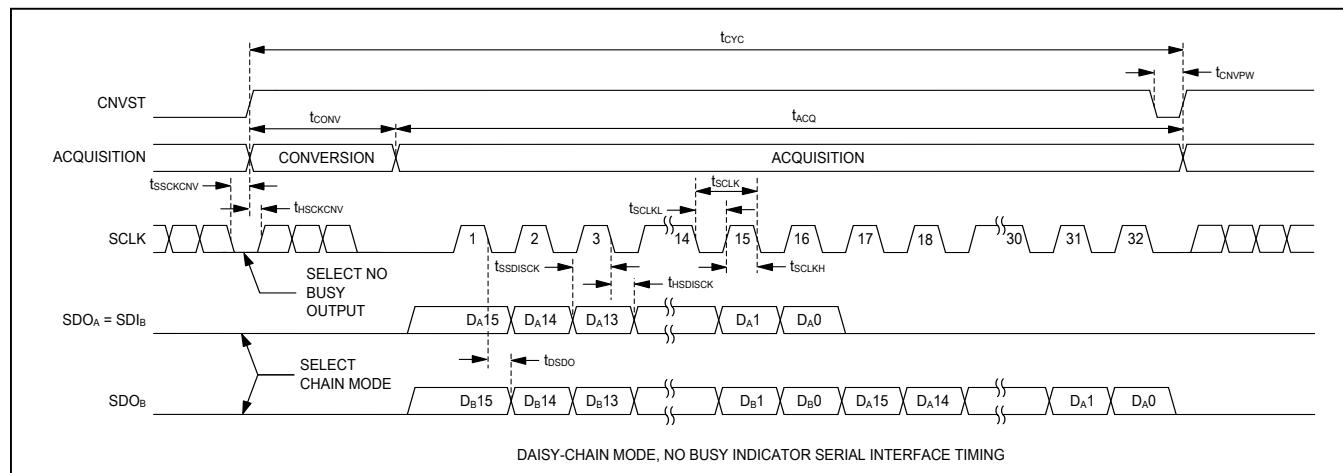 tCYC
tCNVPW
CNVST
tCONV
tACQ
ACQUISITION
CONVERSION
ACQUISITION
tSSCKCNV
tHSCKCNV
tSCLK
tSCLKL
SCLK
1 2 3 14 15 16 17 18 30 31 32
tSSDISCK
tSCLKH
tHSDISCK
SELECT NO
BUSY
OUTPUT
SDOA = SDIB
DA15 DA14 DA13 DA1 DA0
SELECT
CHAIN MODE
tDSDO
SDOB
DB15 DB14 DB13 DB1 DB0 DA15 DA14 DA1 DA0
DAISY-CHAIN MODE, NO BUSY INDICATOR SERIAL INTERFACE TIMING